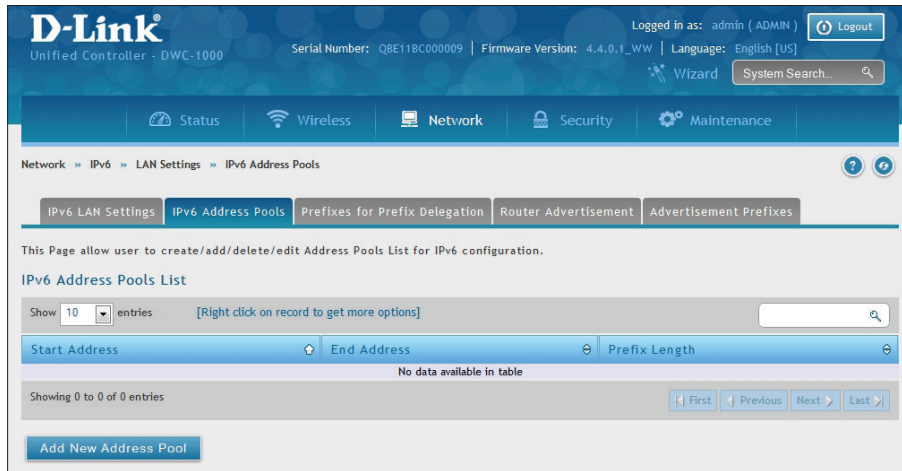 D-Link®
Unified Controller - DWC-1000
Logged in as: admin ( ADMIN ) Logout
Serial Number: QBE11BC000009 | Firmware Version: 4.4.0.1_WW | Language: English [US]
Wizard System Search...
Status Wireless Network Security Maintenance
Network » IPv6 » LAN Settings » IPv6 Address Pools ?
IPv6 LAN Settings IPv6 Address Pools Prefixes for Prefix Delegation Router Advertisement Advertisement Prefixes
This Page allow user to create/add/delete/edit Address Pools List for IPv6 configuration.
IPv6 Address Pools List
Show 10 entries [Right click on record to get more options]
Start Address End Address Prefix Length
No data available in table
Showing 0 to 0 of 0 entries First Previous Next Last
Add New Address Pool